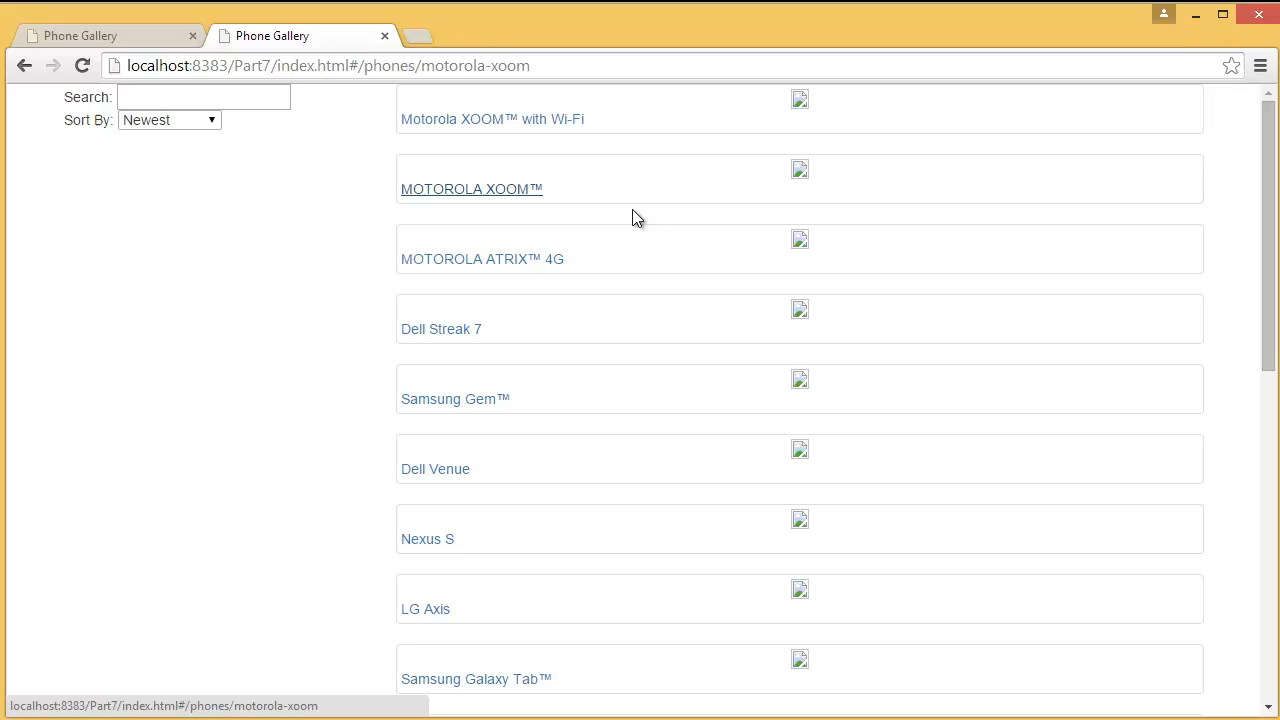 Phone Gallery
Phone Gallery
localhost:8383/Part7/index.html#/phones/motorola-xoom
Search:
Sort By: Newest
Motorola XOOM™ with Wi-Fi
MOTOROLA XOOM™
MOTOROLA ATRIX™ 4G
Dell Streak 7
Samsung Gem™
Dell Venue
Nexus S
LG Axis
Samsung Galaxy Tab™
localhost:8383/Part7/index.html#/phones/motorola-xoom